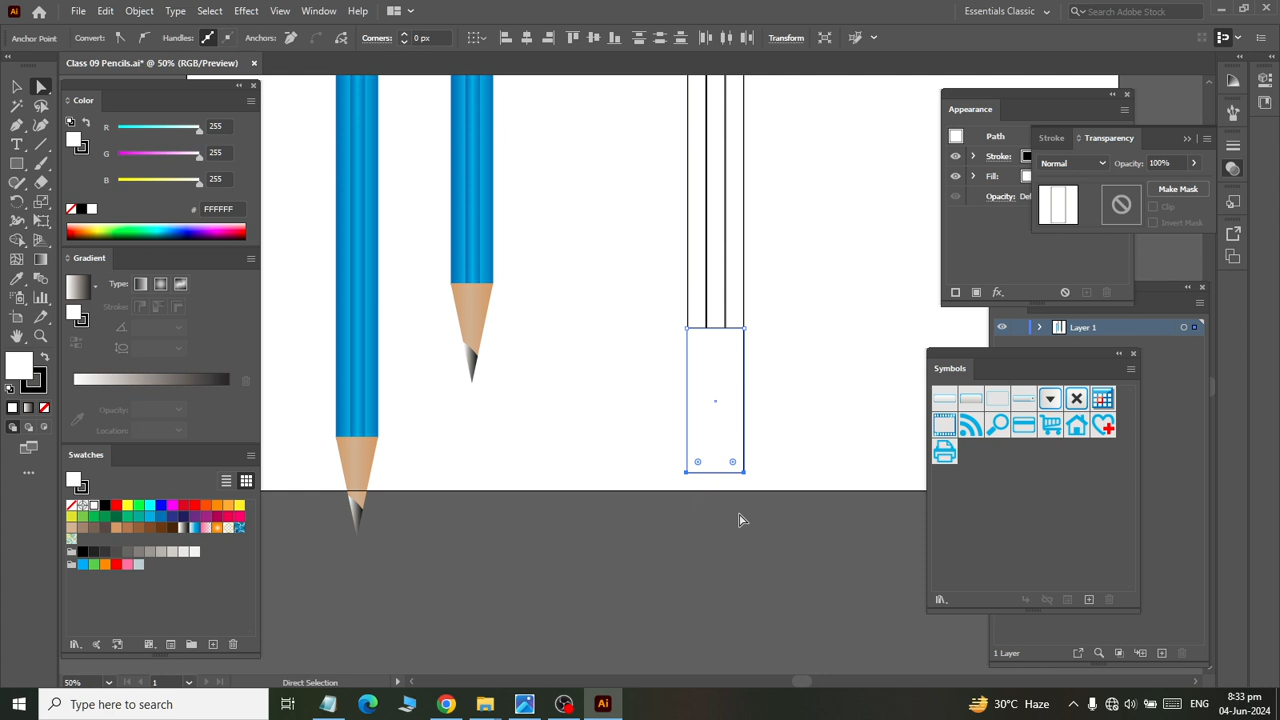 Ai File Edit Object Type Select Effect View Window Help Essentials Classic Search Adobe Stock
Anchor Point Convert: Handles: Anchors: Corners: 0 px Transform
Class 09 Pencils.ai* @ 50% (RGB/Preview)
Color
R 255
G 255
B 255
# FFFFFF
Gradient
Type:
Stroke:
Opacity:
Location:
Swatches
Appearance
Path
Stroke:
Fill:
Opacity: Def
Stroke Transparency
Normal Opacity: 100%
Make Mask
Clip
Invert Mask
Layer 1
Symbols
1 Layer
50% 1 Direct Selection
Type here to search
Ai
30°C Haze
ENG
8:33 pm
04-Jun-2024